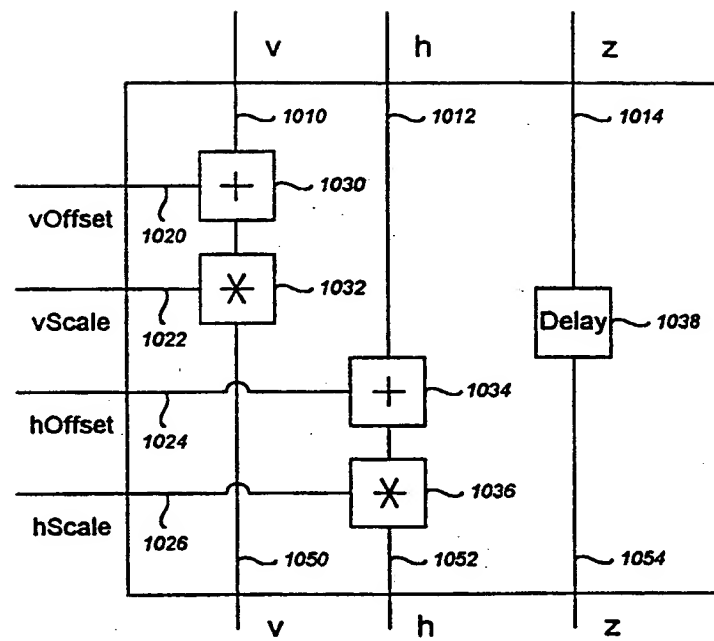 v h z
1010 1012 1014
+ 1030
vOffset 1020
* 1032
vScale 1022
Delay 1038
+ 1034
hOffset 1024
* 1036
hScale 1026
1050 1052 1054
v h z